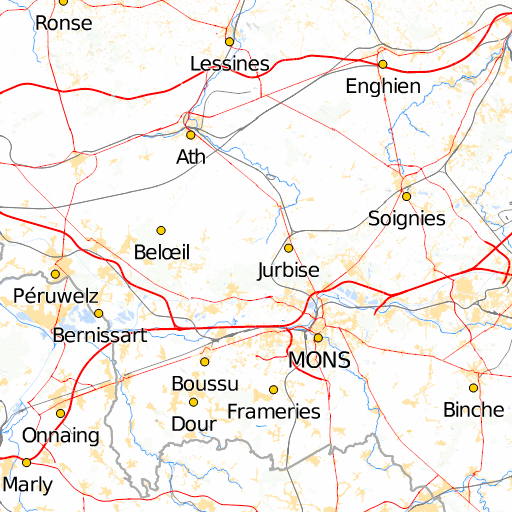 Ronse
Lessines
Enghien
Ath
Soignies
Belœil
Jurbise
Péruwelz
Bernissart
MONS
Boussu
Binche
Frameries
Dour
Onnaing
Marly